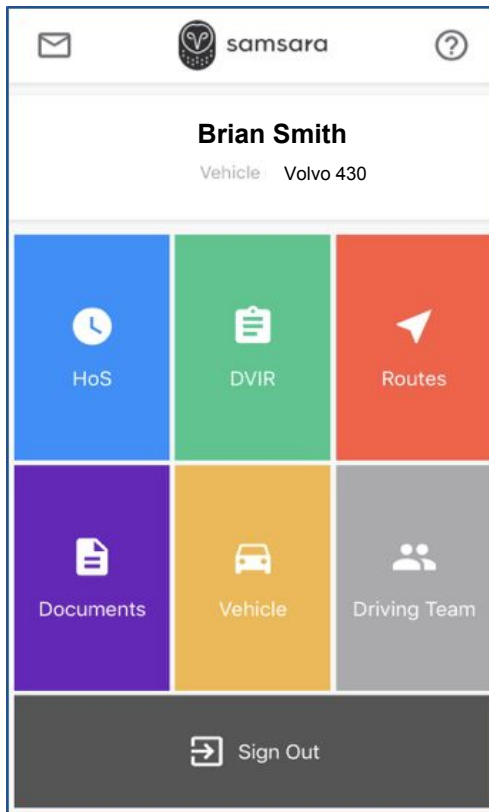 samsara
Brian Smith
Vehicle Volvo 430
HoS DVIR Routes
Documents Vehicle Driving Team
Sign Out